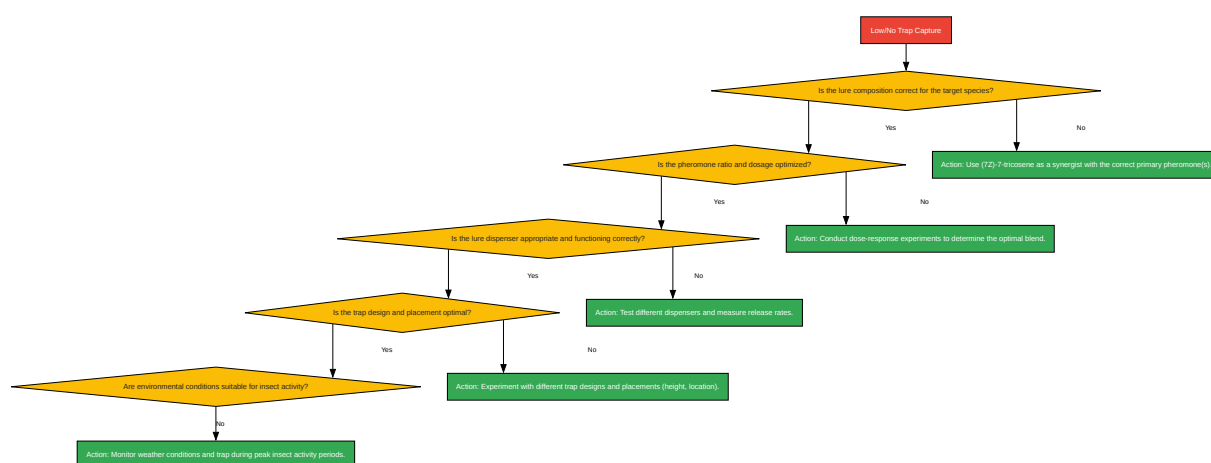 Low/No Trap Capture
Is the lure composition correct for the target species?
Yes
No
Is the pheromone ratio and dosage optimized?
Action: Use (7Z)-7-tricosene as a synergist with the correct primary pheromone(s)
Yes
No
Is the lure dispenser appropriate and functioning correctly?
Action: Conduct dose-response experiments to determine the optimal blend.
Yes
No
Is the trap design and placement optimal?
Action: Test different dispensers and measure release rates.
Yes
No
Are environmental conditions suitable for insect activity?
Action: Experiment with different trap designs and placements (height, location).
No
Action: Monitor weather conditions and trap during peak insect activity periods.